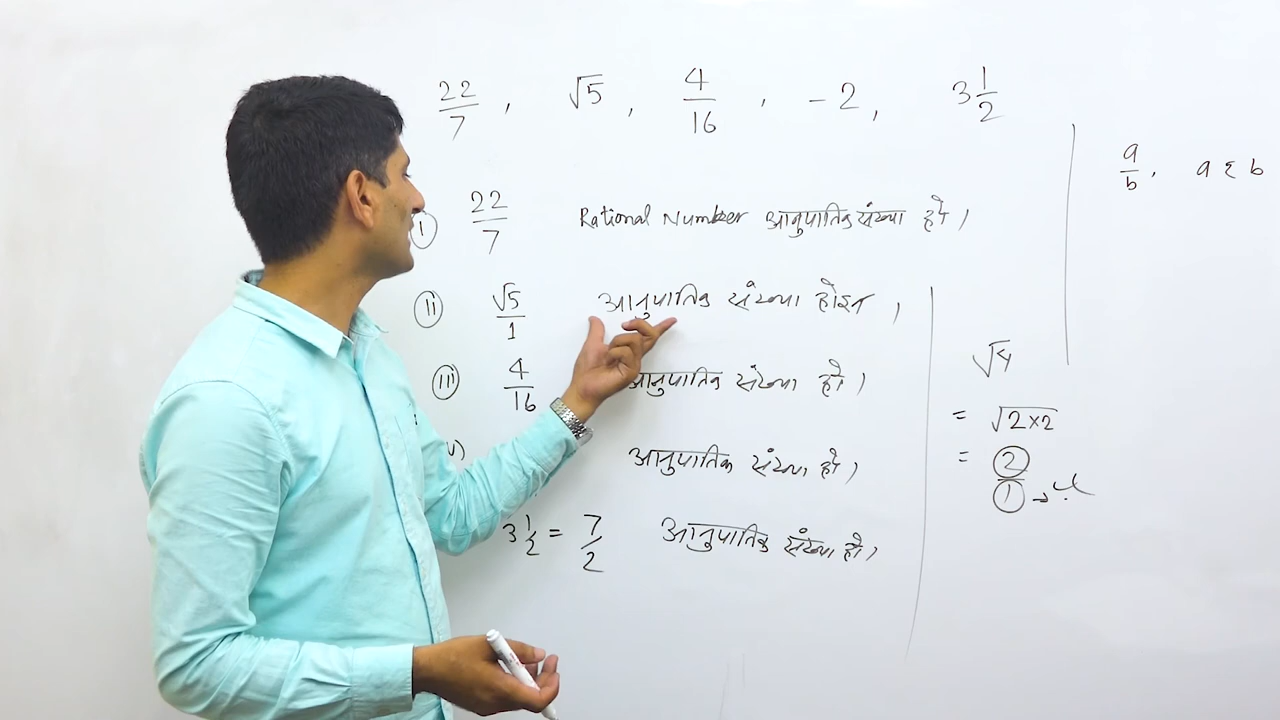 22/7 , √5 , 4/16 , -2 , 3 1/2
a/b , a र b
(i) 22/7 Rational Number आनुपातिक संख्या हो ।
(ii) √5/1 आनुपातिक संख्या होइन ।
(iii) 4/16 आनुपातिक संख्या हो ।
आनुपातिक संख्या हो ।
3 1/2 = 7/2 आनुपातिक संख्या हो ।
√4
= √2×2
= 2/1